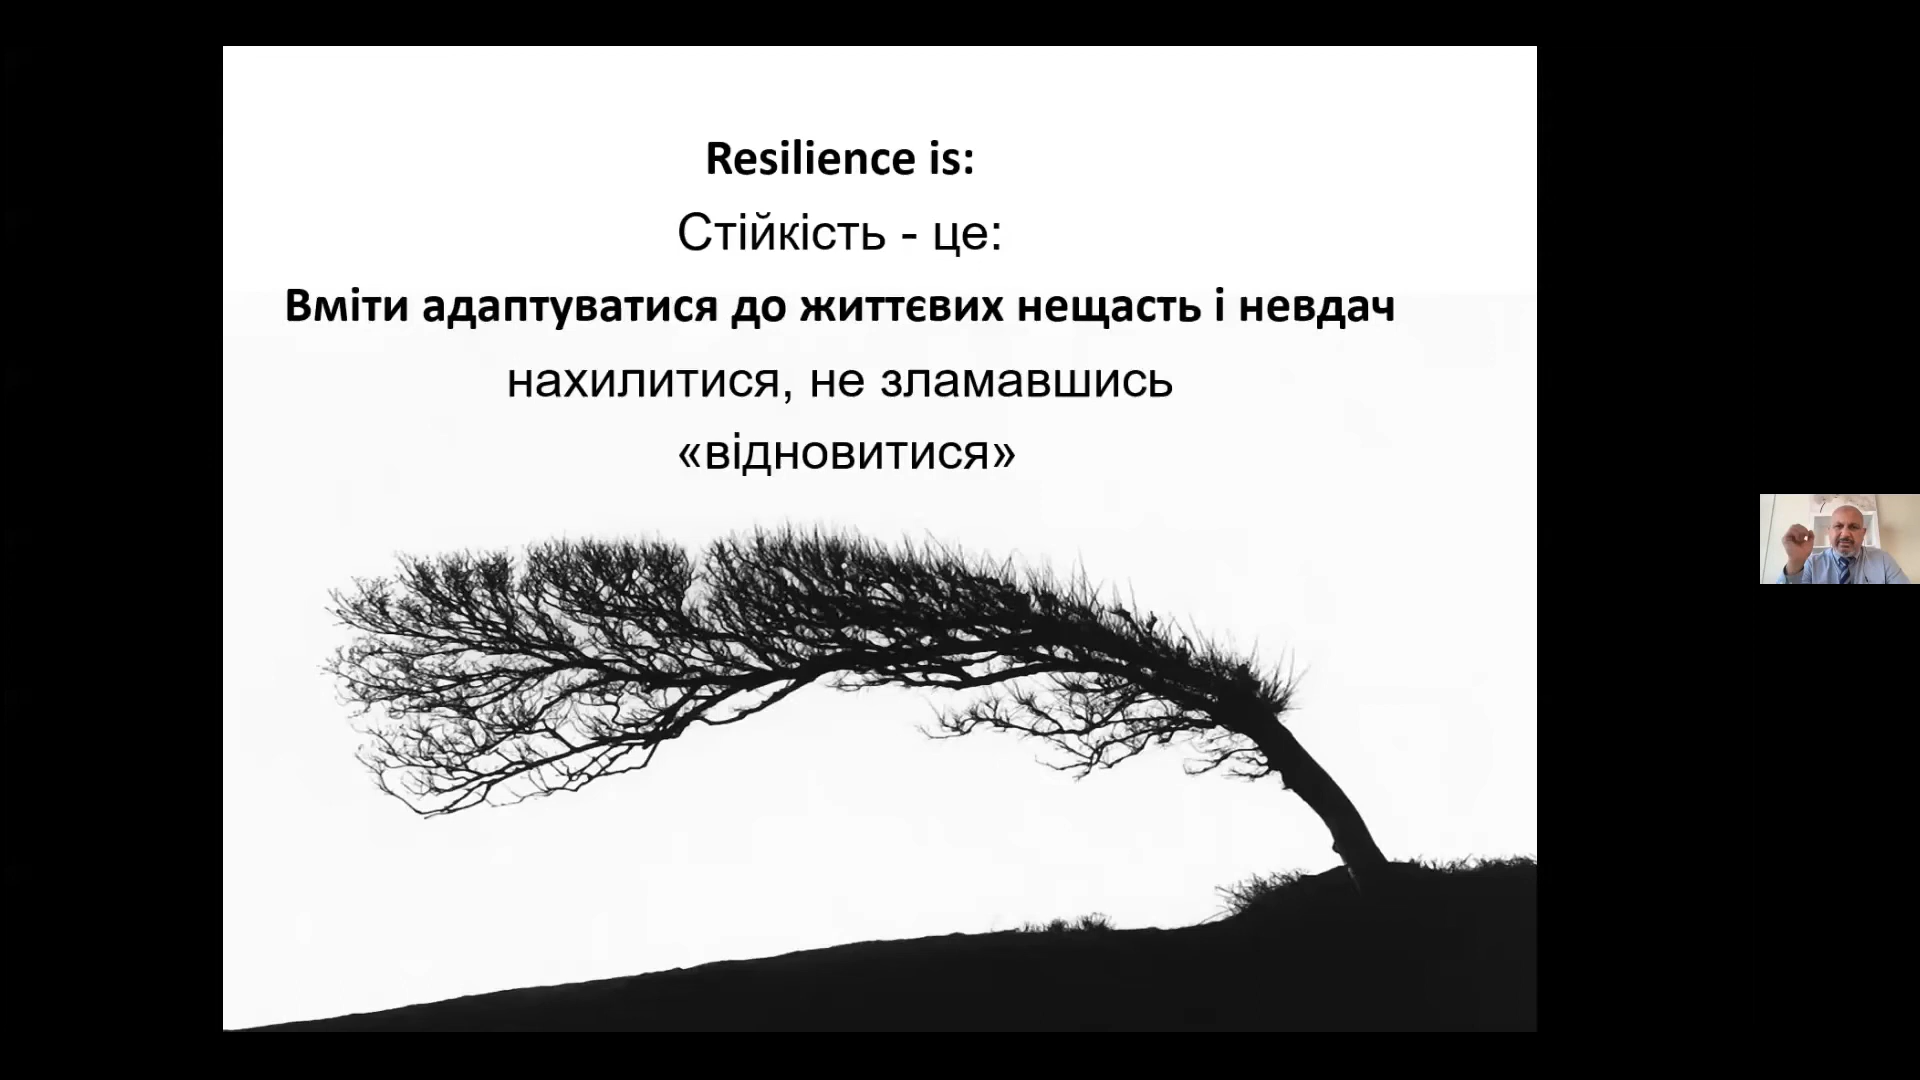 Resilience is:
Стійкість - це:
Вміти адаптуватися до життєвих нещасть і невдач
нахилитися, не зламавшись
«відновитися»